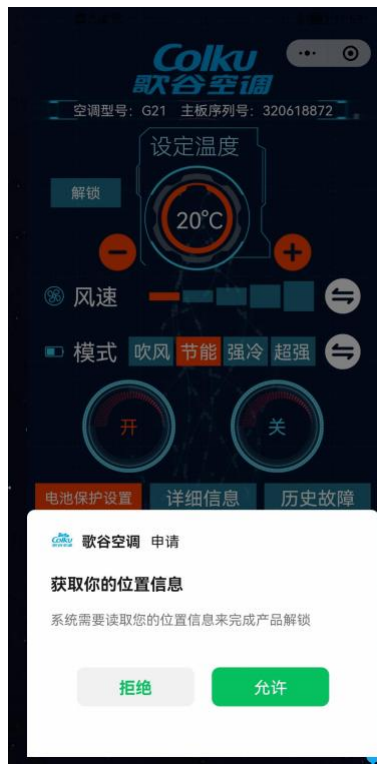 Colku
歌谷空调
空调型号：G21 主板序列号：320618872
设定温度
解锁
20°C
风速
模式 吹风 节能 强冷 超强
开 关
电池保护设置 详细信息 历史故障
Colku 歌谷空调 申请
获取你的位置信息
系统需要读取您的位置信息来完成产品解锁
拒绝 允许